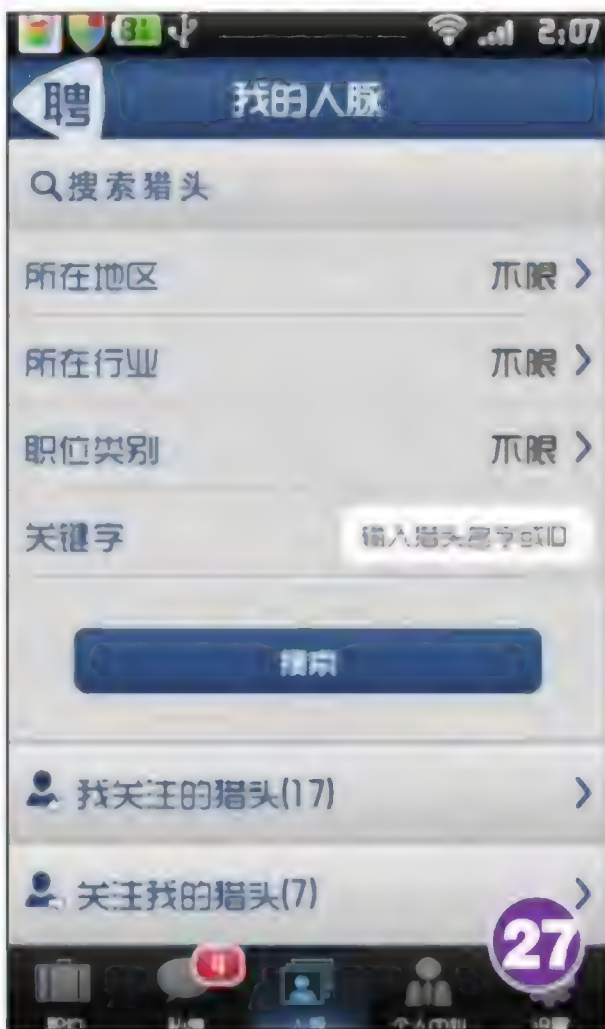 2:07
聘
我的人脉
搜索猎头
所在地区 不限
所在行业 不限
职位类别 不限
关键字 输入猎头名字或ID
搜索
我关注的猎头(17)
关注我的猎头(7)
27
4
人脉